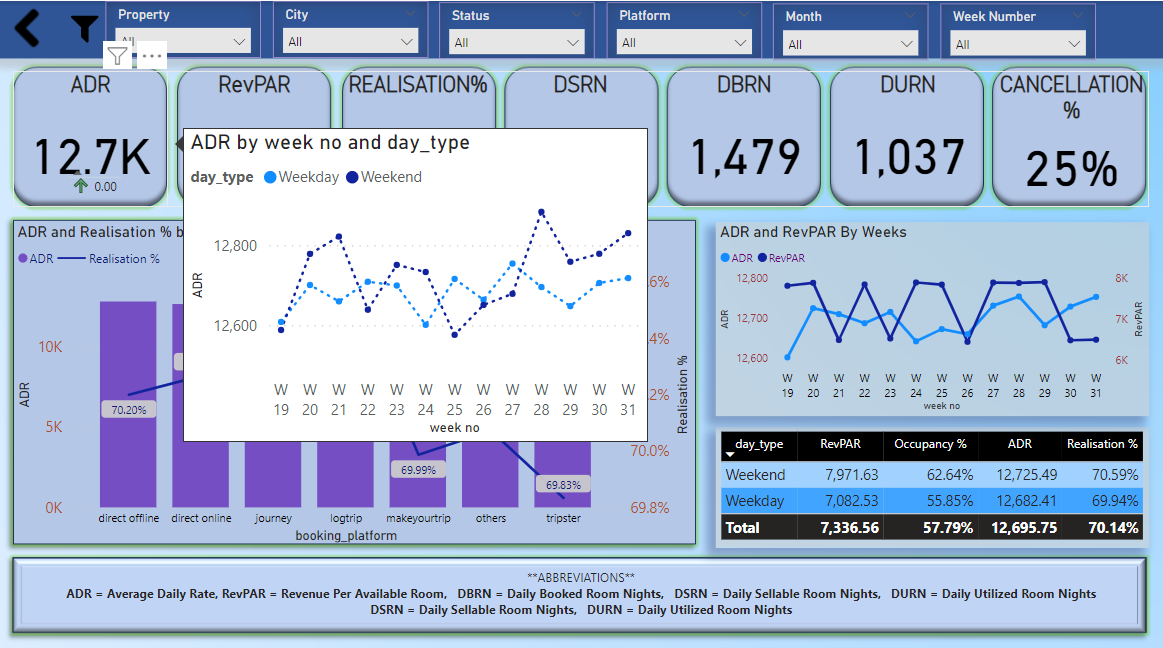 Property City Status Platform Month Week Number
All All All All All All
ADR RevPAR REALISATION% DSRN DBRN DURN CANCELLATION %
12.7K 1,479 1,037 25%
0.00
ADR by week no and day_type
day_type Weekday Weekend
12,800
12,600
ADR
W 19 W 20 W 21 W 22 W 23 W 24 W 25 W 26 W 27 W 28 W 29 W 30 W 31
week no
ADR and Realisation % b
ADR Realisation %
10K
5K
0K
ADR
70.20%
69.99%
69.83%
6%
4%
2%
70.0%
69.8%
Realisation %
direct offline direct online journey logtrip makeyourtrip others tripster
booking_platform
ADR and RevPAR By Weeks
ADR RevPAR
12,800
12,700
12,600
ADR
8K
7K
6K
RevPAR
W 19 W 20 W 21 W 22 W 23 W 24 W 25 W 26 W 27 W 28 W 29 W 30 W 31
week no
day_type RevPAR Occupancy % ADR Realisation %
Weekend 7,971.63 62.64% 12,725.49 70.59%
Weekday 7,082.53 55.85% 12,682.41 69.94%
Total 7,336.56 57.79% 12,695.75 70.14%
**ABBREVIATIONS**
ADR = Average Daily Rate, RevPAR = Revenue Per Available Room, DBRN = Daily Booked Room Nights, DSRN = Daily Sellable Room Nights, DURN = Daily Utilized Room Nights
DSRN = Daily Sellable Room Nights, DURN = Daily Utilized Room Nights